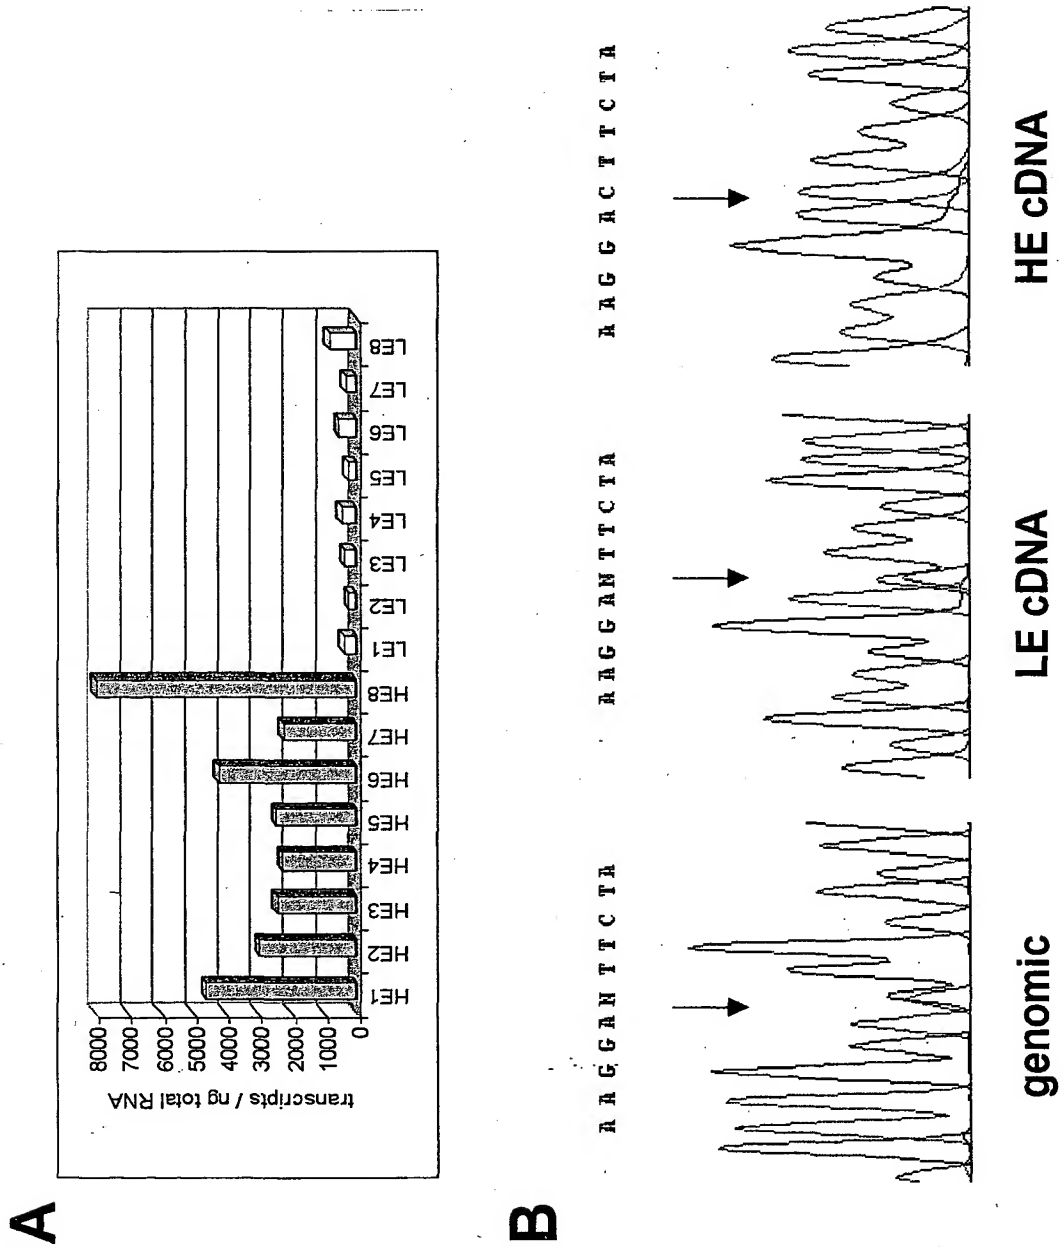 A
transcripts / ng total RNA
8000
7000
6000
5000
4000
3000
2000
1000
0
HE1
HE2
HE3
HE4
HE5
HE6
HE7
HE8
LE1
LE2
LE3
LE4
LE5
LE6
LE7
LE8
B
A A G G A N T T C T A
A A G G A N T T C T A
A A G G A C T T C T A
genomic
LE cDNA
HE cDNA